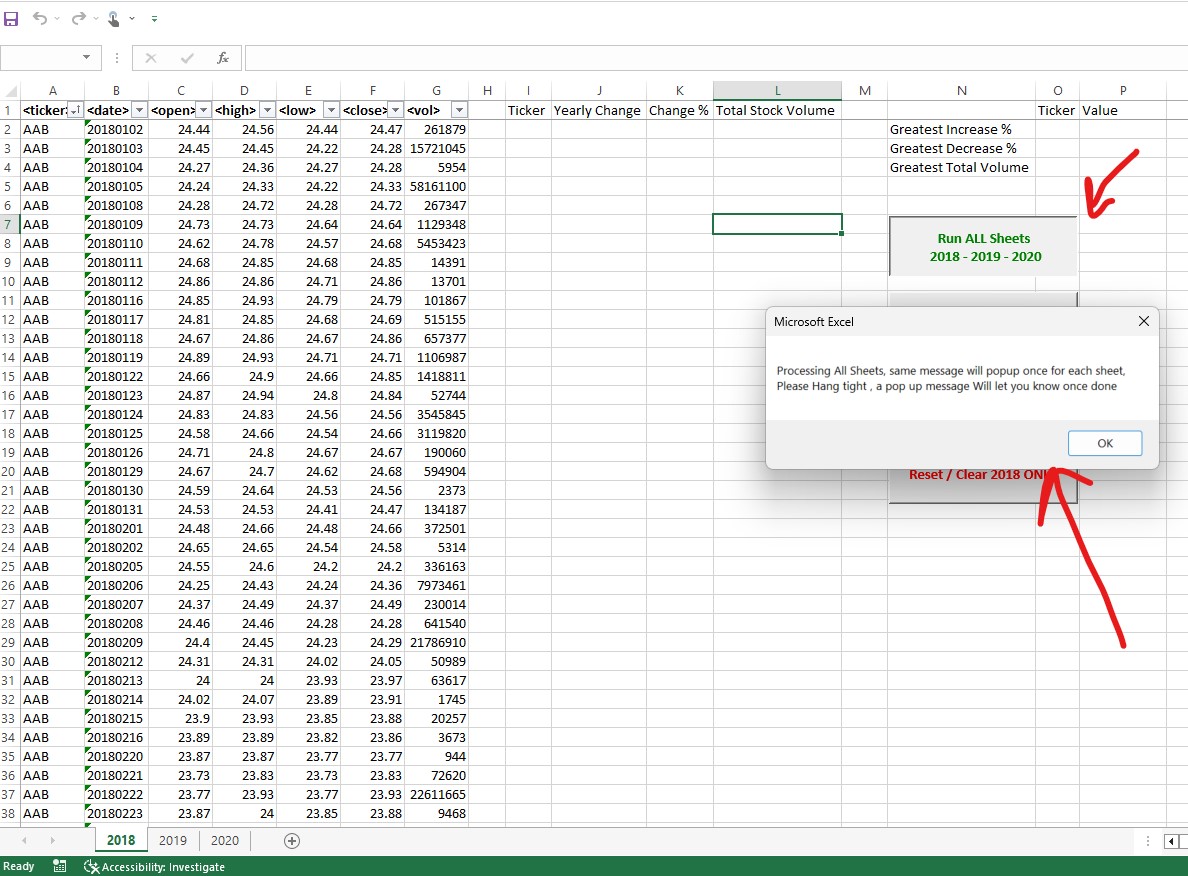 fx
A B C D E F G H I J K L M N O P
1 <ticker> <date> <open> <high> <low> <close> <vol> Ticker Yearly Change Change % Total Stock Volume Ticker Value
2 AAB 20180102 24.44 24.56 24.44 24.47 261879 Greatest Increase %
3 AAB 20180103 24.45 24.45 24.22 24.28 15721045 Greatest Decrease %
4 AAB 20180104 24.27 24.36 24.27 24.28 5954 Greatest Total Volume
5 AAB 20180105 24.24 24.33 24.22 24.33 58161100
6 AAB 20180108 24.28 24.72 24.28 24.72 267347
7 AAB 20180109 24.73 24.73 24.64 24.64 1129348
8 AAB 20180110 24.62 24.78 24.57 24.68 5453423
9 AAB 20180111 24.68 24.85 24.68 24.85 14391
10 AAB 20180112 24.86 24.86 24.71 24.86 13701
11 AAB 20180116 24.85 24.93 24.79 24.79 101867
12 AAB 20180117 24.81 24.85 24.68 24.69 515155
13 AAB 20180118 24.67 24.86 24.67 24.86 657377
14 AAB 20180119 24.89 24.93 24.71 24.71 1106987
15 AAB 20180122 24.66 24.9 24.66 24.85 1418811
16 AAB 20180123 24.87 24.94 24.8 24.84 52744
17 AAB 20180124 24.83 24.83 24.56 24.56 3545845
18 AAB 20180125 24.58 24.66 24.54 24.66 3119820
19 AAB 20180126 24.71 24.8 24.67 24.67 190060
20 AAB 20180129 24.67 24.7 24.62 24.68 594904
21 AAB 20180130 24.59 24.64 24.53 24.56 2373
22 AAB 20180131 24.53 24.53 24.41 24.47 134187
23 AAB 20180201 24.48 24.66 24.48 24.66 372501
24 AAB 20180202 24.65 24.65 24.54 24.58 5314
25 AAB 20180205 24.55 24.6 24.2 24.2 336163
26 AAB 20180206 24.25 24.43 24.24 24.36 7973461
27 AAB 20180207 24.37 24.49 24.37 24.49 230014
28 AAB 20180208 24.46 24.46 24.28 24.28 641540
29 AAB 20180209 24.4 24.45 24.23 24.29 21786910
30 AAB 20180212 24.31 24.31 24.02 24.05 50989
31 AAB 20180213 24 24 23.93 23.97 63617
32 AAB 20180214 24.02 24.07 23.89 23.91 1745
33 AAB 20180215 23.9 23.93 23.85 23.88 20257
34 AAB 20180216 23.89 23.89 23.82 23.86 3673
35 AAB 20180220 23.87 23.87 23.77 23.77 944
36 AAB 20180221 23.73 23.83 23.73 23.83 72620
37 AAB 20180222 23.77 23.93 23.77 23.93 22611665
38 AAB 20180223 23.87 24 23.85 23.88 9468
Run ALL Sheets
2018 - 2019 - 2020
Microsoft Excel
Processing All Sheets, same message will popup once for each sheet,
Please Hang tight , a pop up message Will let you know once done
OK
Reset / Clear 2018 ON
2018 2019 2020
Ready Accessibility: Investigate